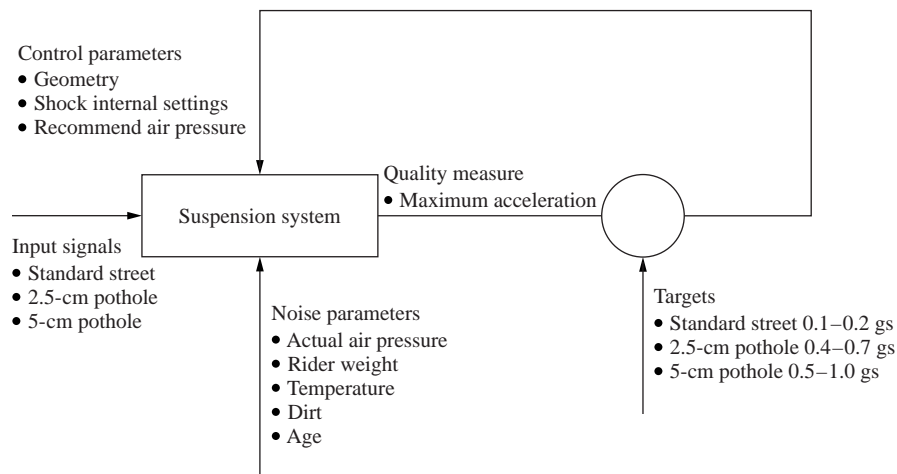 Control parameters
• Geometry
• Shock internal settings
• Recommend air pressure
Quality measure
• Maximum acceleration
Suspension system
Input signals
• Standard street
• 2.5-cm pothole
• 5-cm pothole
Noise parameters
• Actual air pressure
• Rider weight
• Temperature
• Dirt
• Age
Targets
• Standard street 0.1–0.2 gs
• 2.5-cm pothole 0.4–0.7 gs
• 5-cm pothole 0.5–1.0 gs